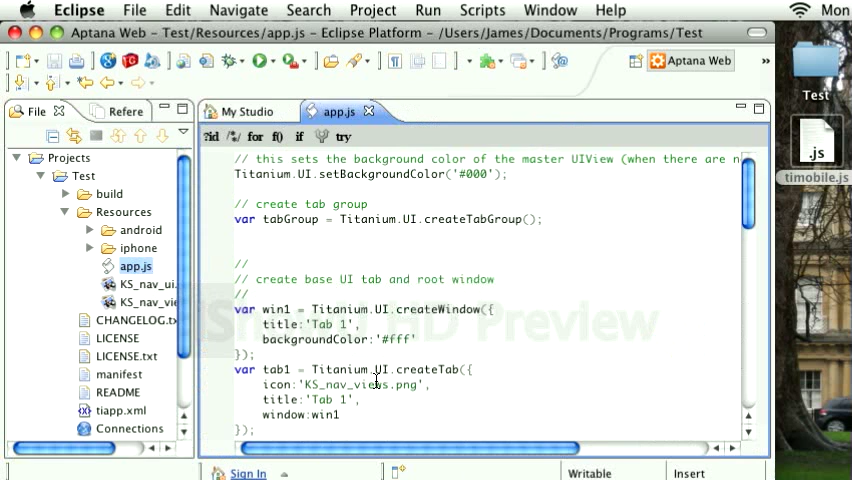 Eclipse File Edit Navigate Search Project Run Scripts Window Help Mon
Aptana Web - Test/Resources/app.js - Eclipse Platform - /Users/James/Documents/Programs/Test
Aptana Web »
File Refere
My Studio app.js
?id /*/ for f() if try
Projects
Test
build
Resources
android
iphone
app.js
KS_nav_ui.
KS_nav_vie
CHANGELOG.tx
LICENSE
LICENSE.txt
manifest
README
tiapp.xml
Connections
// this sets the background color of the master UIView (when there are n
Titanium.UI.setBackgroundColor('#000');
// create tab group
var tabGroup = Titanium.UI.createTabGroup();
//
// create base UI tab and root window
//
var win1 = Titanium.UI.createWindow({
title:'Tab 1',
backgroundColor:'#fff'
});
var tab1 = Titanium.UI.createTab({
icon:'KS_nav_views.png',
title:'Tab 1',
window:win1
});
iShowU HD Preview
Sign In Writable Insert
Test
.js
timobile.js